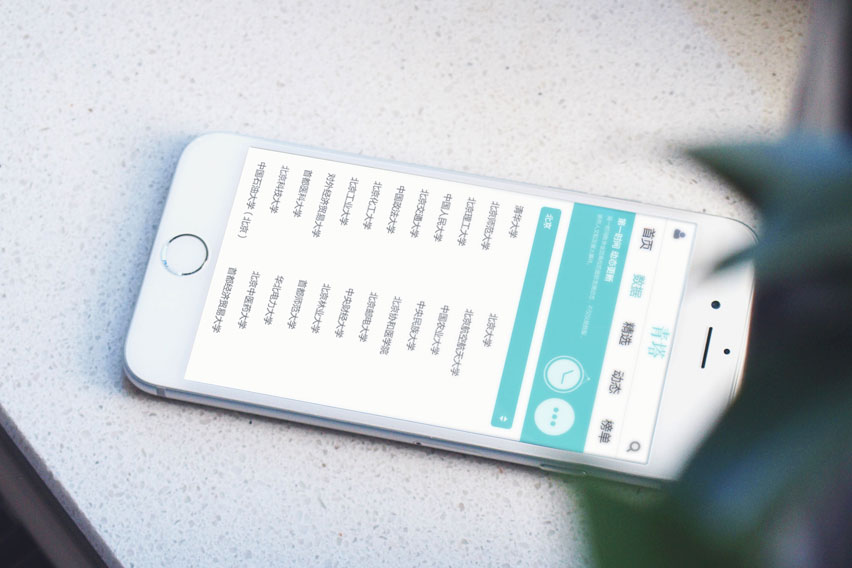 青塔
首页 数据 精选 动态 榜单
第一时间 动态更新
北京
清华大学 北京大学
北京师范大学 北京航空航天大学
北京理工大学 中国农业大学
中国人民大学 中央民族大学
北京交通大学 北京协和医学院
中国政法大学 北京邮电大学
北京化工大学 中央财经大学
北京工业大学 北京林业大学
对外经济贸易大学 首都师范大学
首都医科大学 华北电力大学
北京科技大学 北京中医药大学
中国石油大学（北京） 首都经济贸易大学